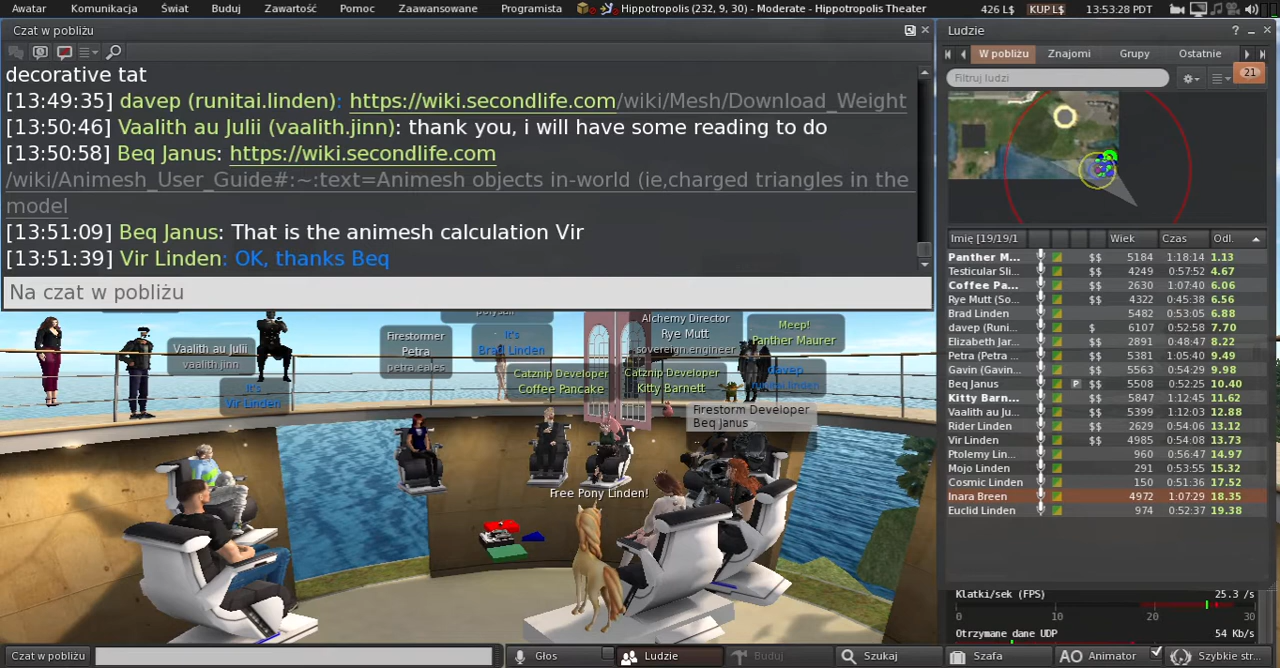 Awatar Komunikacja Świat Buduj Zawartość Pomoc Zaawansowane Programista Hippotropolis (232, 9, 30) - Moderate - Hippotropolis Theater 426 L$ KUP L$ 13:53:28 PDT
Czat w pobliżu
decorative tat
[13:49:35] davep (runitai.linden): https://wiki.secondlife.com/wiki/Mesh/Download_Weight
[13:50:46] Vaalith au Julii (vaalith.jinn): thank you, i will have some reading to do
[13:50:58] Beq Janus: https://wiki.secondlife.com
/wiki/Animesh_User_Guide#:~:text=Animesh objects in-world (ie,charged triangles in the
model
[13:51:09] Beq Janus: That is the animesh calculation Vir
[13:51:39] Vir Linden: OK, thanks Beq
Na czat w pobliżu
Vaalith au Julii
vaalith.jinn
It's
Vir Linden
Firestormer
Petra
petra.eales
It's
Brad Linden
Catznip Developer
Coffee Pancake
Alchemy Director
Rye Mutt
sovereign.engineer
Catznip Developer
Kitty Barnett
Meep!
Panther Maurer
davep
runitai.linden
Firestorm Developer
Beq Janus
Free Pony Linden!
Ludzie
W pobliżu Znajomi Grupy Ostatnie
Filtruj ludzi
21
Imię [19/19/1 Wiek Czas Odl.
Panther M... $$ 5184 1:18:14 1.13
Testicular Sli... $$ 4249 0:57:52 4.67
Coffee Pa... $$ 2630 1:07:40 6.06
Rye Mutt (So... $$ 4322 0:45:38 6.56
Brad Linden 5482 0:53:05 6.88
davep (Runi... $ 6107 0:52:58 7.70
Elizabeth Jar... 2891 0:48:47 8.22
Petra (Petra ... $$ 5381 1:05:40 9.49
Gavin (Gavin... $$ 5563 0:54:29 9.98
Beq Janus P $$ 5508 0:52:25 10.40
Kitty Barn... $$ 5847 1:12:45 11.62
Vaalith au Ju... $$ 5399 1:12:03 12.88
Rider Linden $$ 2629 0:54:06 13.12
Vir Linden $$ 4985 0:54:08 13.73
Ptolemy Lin... 960 0:56:47 14.97
Mojo Linden 291 0:53:55 15.32
Cosmic Linden 150 0:51:36 17.52
Inara Breen 4972 1:07:29 18.35
Euclid Linden 974 0:52:37 19.38
Klatki/sek (FPS) 25.3 /s
0 10 20 30
Otrzymane dane UDP 54 Kb/s
Czat w pobliżu Głos Ludzie Buduj Szukaj Szafa AO Animator Szybkie str...